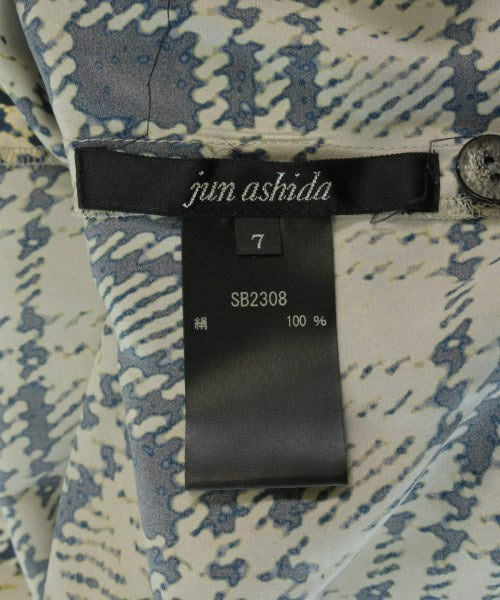 jun ashida
7
SB2308
絹 100 %